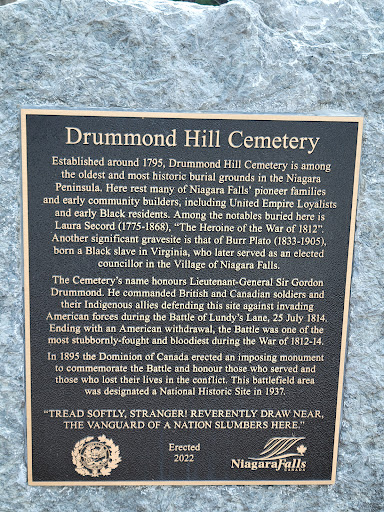 Drummond Hill Cemetery
Established around 1795, Drummond Hill Cemetery is among
the oldest and most historic burial grounds in the Niagara
Peninsula. Here rest many of Niagara Falls' pioneer families
and early community builders, including United Empire Loyalists
and early Black residents. Among the notables buried here is
Laura Secord (1775-1868), "The Heroine of the War of 1812".
Another significant gravesite is that of Burr Plato (1833-1905),
born a Black slave in Virginia, who later served as an elected
councillor in the Village of Niagara Falls.
The Cemetery's name honours Lieutenant-General Sir Gordon
Drummond. He commanded British and Canadian soldiers and
their Indigenous allies defending this site against invading
American forces during the Battle of Lundy's Lane, 25 July 1814.
Ending with an American withdrawal, the Battle was one of the
most stubbornly-fought and bloodiest during the War of 1812-14.
In 1895 the Dominion of Canada erected an imposing monument
to commemorate the Battle and honour those who served and
those who lost their lives in the conflict. This battlefield area
was designated a National Historic Site in 1937.
"TREAD SOFTLY, STRANGER! REVERENTLY DRAW NEAR,
THE VANGUARD OF A NATION SLUMBERS HERE."
Erected
2022
NiagaraFalls
CANADA